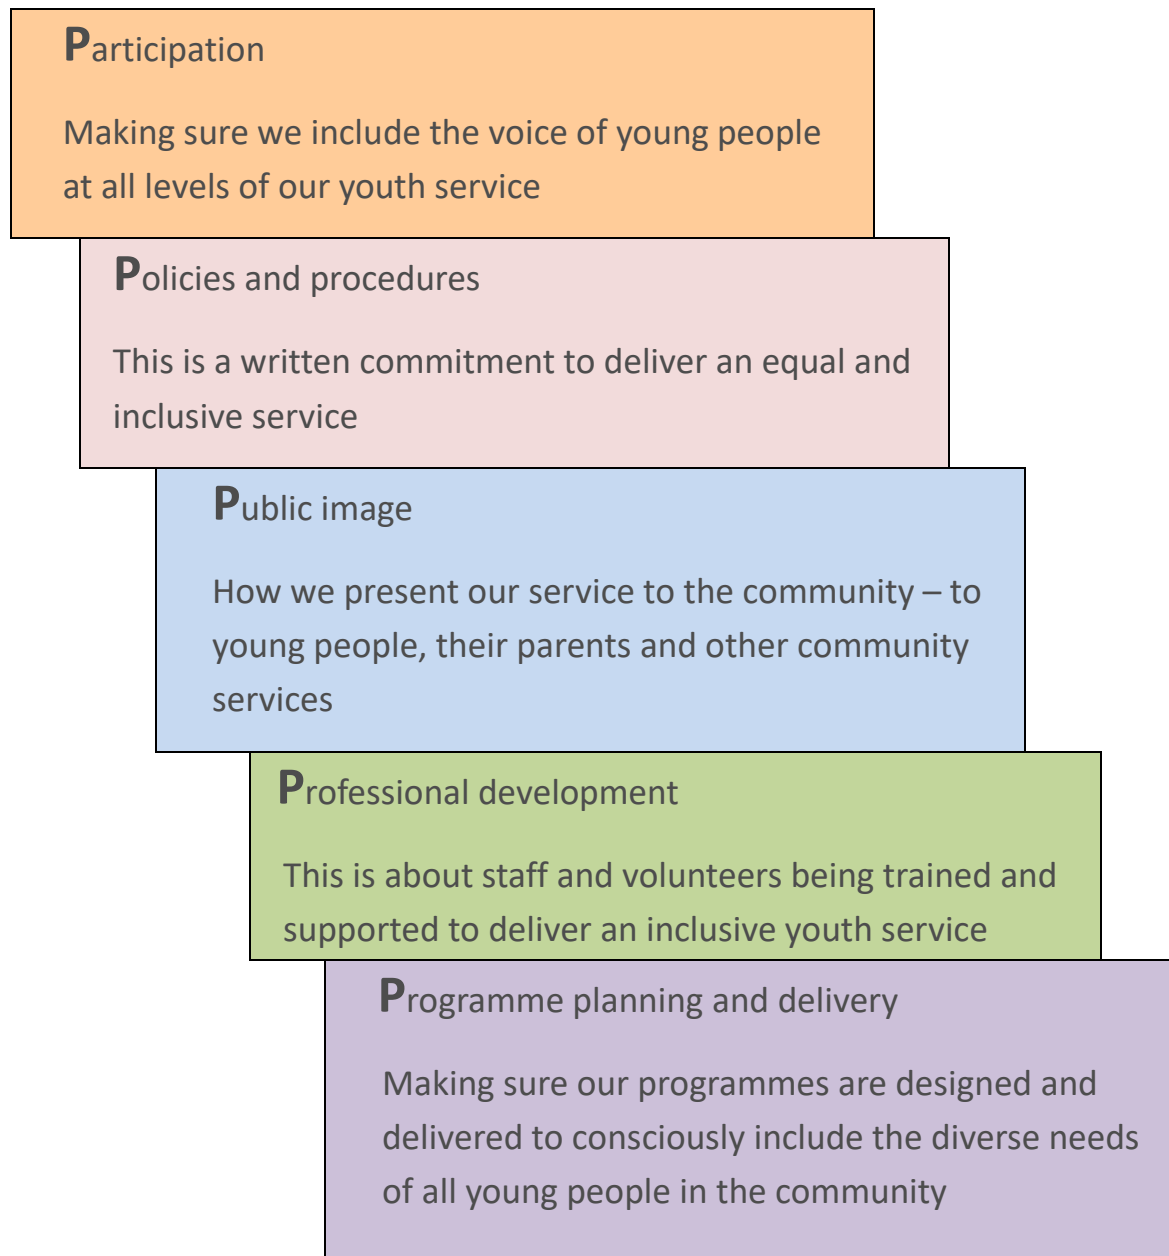 Participation
Making sure we include the voice of young people
at all levels of our youth service
Policies and procedures
This is a written commitment to deliver an equal and
inclusive service
Public image
How we present our service to the community – to
young people, their parents and other community
services
Professional development
This is about staff and volunteers being trained and
supported to deliver an inclusive youth service
Programme planning and delivery
Making sure our programmes are designed and
delivered to consciously include the diverse needs
of all young people in the community